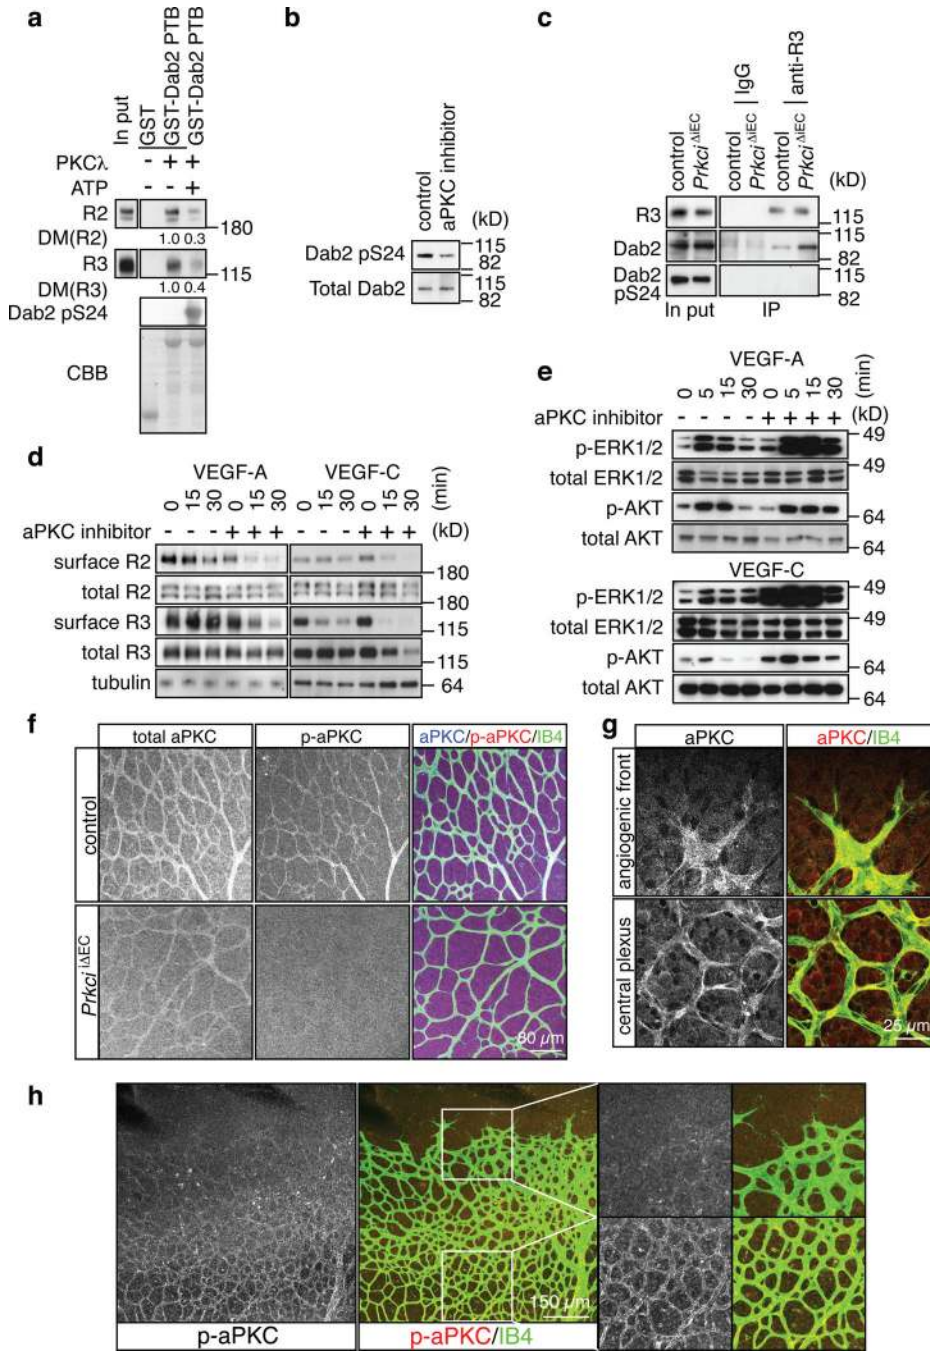 a
In put
GST
GST-Dab2 PTB
GST-Dab2 PTB
PKCλ - + +
ATP - - +
R2
180
DM(R2) 1.0 0.3
R3
115
DM(R3) 1.0 0.4
Dab2 pS24
CBB
b
control
aPKC inhibitor
(kD)
Dab2 pS24
115
82
Total Dab2
115
82
c
IgG
anti-R3
control
Prkci iΔEC
control
Prkci iΔEC
control
Prkci iΔEC
(kD)
R3
115
Dab2
115
82
Dab2
pS24
115
82
In put
IP
d
VEGF-A
VEGF-C
0 15 30 0 15 30 0 15 30 0 15 30 (min)
aPKC inhibitor - - - + + + - - - + + + (kD)
surface R2
180
total R2
180
surface R3
115
total R3
115
tubulin
64
e
VEGF-A
0 5 15 30 0 5 15 30 (min)
aPKC inhibitor - - - - + + + + (kD)
p-ERK1/2
49
total ERK1/2
49
p-AKT
64
total AKT
64
VEGF-C
p-ERK1/2
49
total ERK1/2
49
p-AKT
64
total AKT
64
f
total aPKC
p-aPKC
aPKC/p-aPKC/IB4
control
Prkci iΔEC
80 µm
g
aPKC
aPKC/IB4
angiogenic front
central plexus
25 µm
h
150 µm
p-aPKC
p-aPKC/IB4